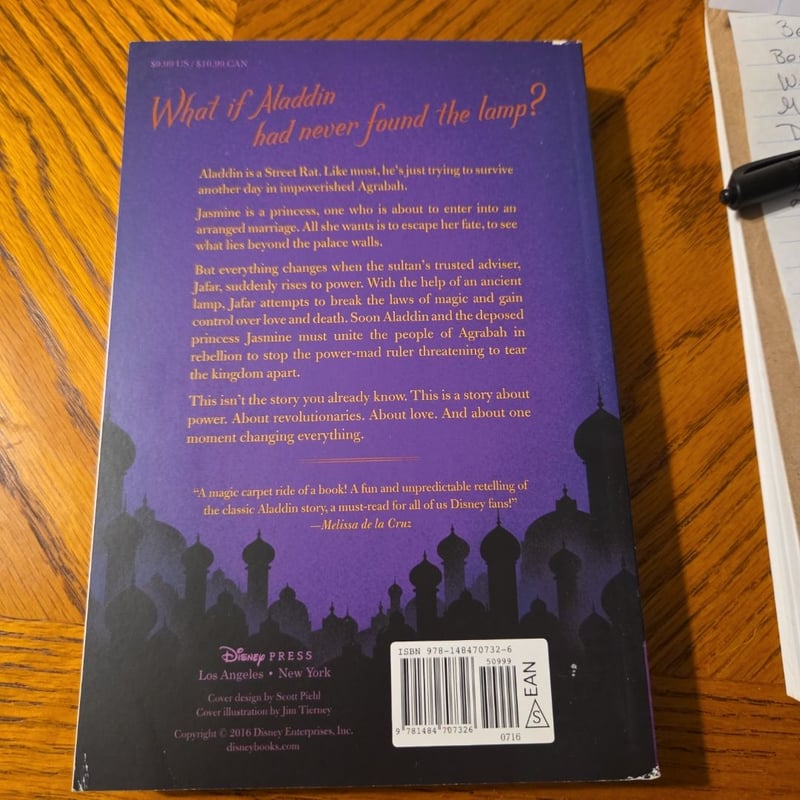 $9.99 US / $10.99 CAN
What if Aladdin
had never found the lamp?
Aladdin is a Street Rat. Like most, he's just trying to survive
another day in impoverished Agrabah.
Jasmine is a princess, one who is about to enter into an
arranged marriage. All she wants is to escape her fate, to see
what lies beyond the palace walls.
But everything changes when the sultan's trusted adviser,
Jafar, suddenly rises to power. With the help of an ancient
lamp, Jafar attempts to break the laws of magic and gain
control over love and death. Soon Aladdin and the deposed
princess Jasmine must unite the people of Agrabah in
rebellion to stop the power-mad ruler threatening to tear
the kingdom apart.
This isn't the story you already know. This is a story about
power. About revolutionaries. About love. And about one
moment changing everything.
"A magic carpet ride of a book! A fun and unpredictable retelling of
the classic Aladdin story, a must-read for all of us Disney fans!"
—Melissa de la Cruz
Disney PRESS
Los Angeles • New York
Cover design by Scott Piehl
Cover illustration by Jim Tierney
Copyright © 2016 Disney Enterprises, Inc.
disneybooks.com
ISBN 978-148470732-6
50999
9 781484 707326
0716
S EAN